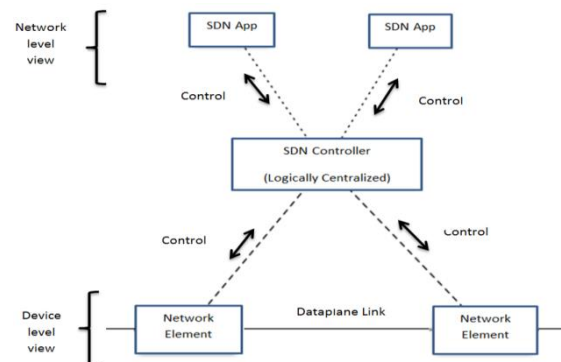 Network
level
view
SDN App
SDN App
Control
Control
SDN Controller
(Logically Centralized)
Control
Control
Device
level
view
Network
Element
Dataplane Link
Network
Element